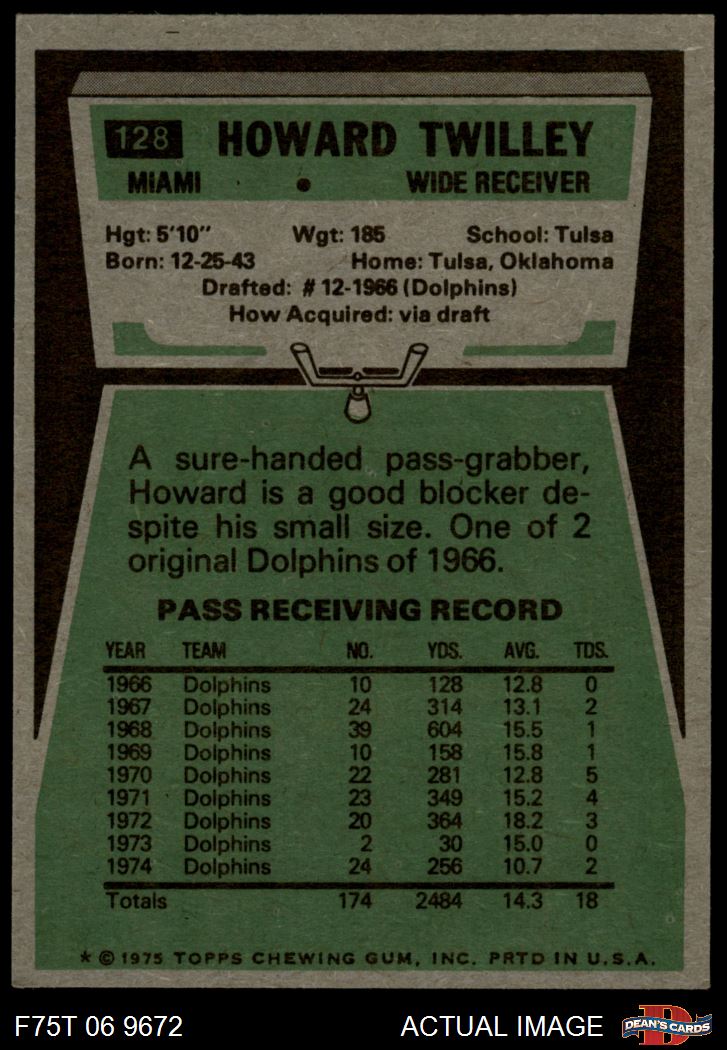 128 HOWARD TWILLEY
MIAMI • WIDE RECEIVER
Hgt: 5'10" Wgt: 185 School: Tulsa
Born: 12-25-43 Home: Tulsa, Oklahoma
Drafted: #12-1966 (Dolphins)
How Acquired: via draft
A sure-handed pass-grabber,
Howard is a good blocker de-
spite his small size. One of 2
original Dolphins of 1966.
PASS RECEIVING RECORD
YEAR TEAM NO. YDS. AVG. TDS.
1966 Dolphins 10 128 12.8 0
1967 Dolphins 24 314 13.1 2
1968 Dolphins 39 604 15.5 1
1969 Dolphins 10 158 15.8 1
1970 Dolphins 22 281 12.8 5
1971 Dolphins 23 349 15.2 4
1972 Dolphins 20 364 18.2 3
1973 Dolphins 2 30 15.0 0
1974 Dolphins 24 256 10.7 2
Totals 174 2484 14.3 18
* © 1975 TOPPS CHEWING GUM, INC. PRTD IN U.S.A.
F75T 06 9672 ACTUAL IMAGE D DEAN'S CARDS